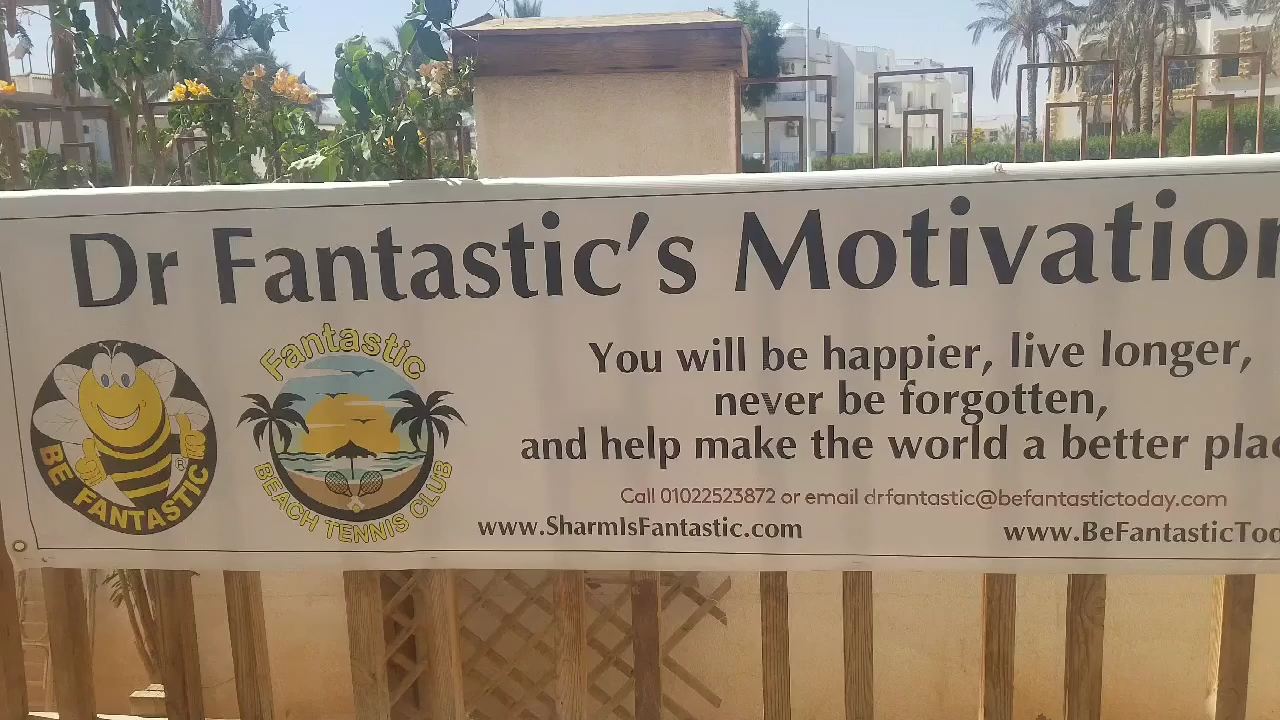 Dr Fantastic's Motivation
You will be happier, live longer,
never be forgotten,
and help make the world a better plac
Call 01022523872 or email drfantastic@befantastictoday.com
www.SharmIsFantastic.com
www.BeFantasticTod
BE FANTASTIC
®
Fantastic
BEACH TENNIS CLUB